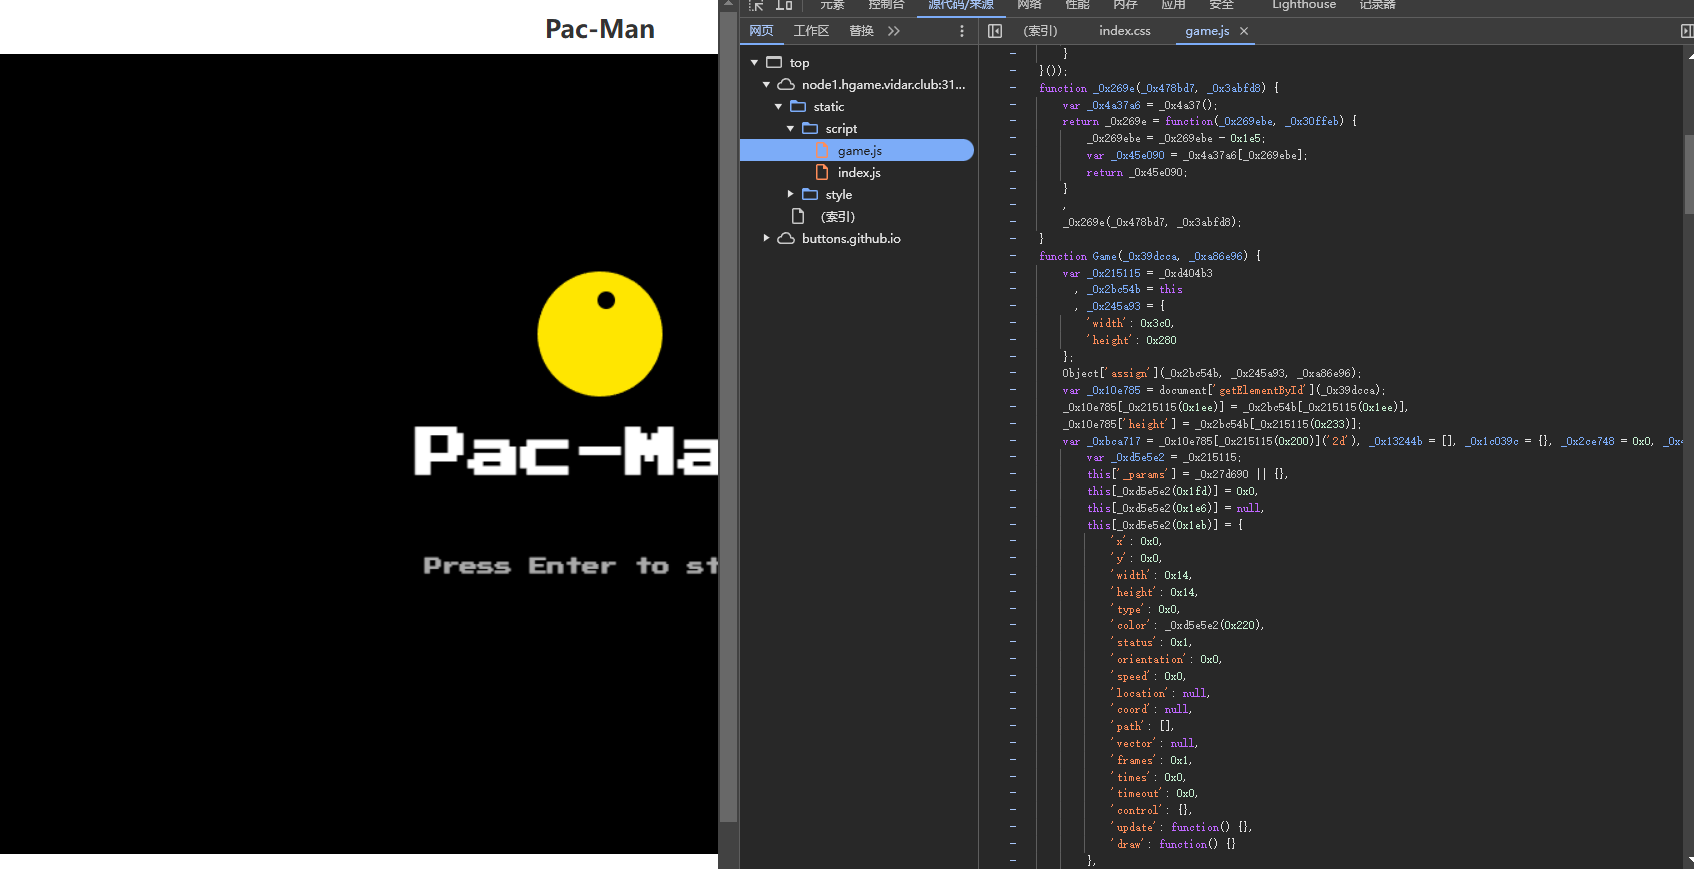 Pac-Man
Pac-Ma
Press Enter to st
元素 控制台 源代码/来源 网络 性能 内存 应用 安全 Lighthouse 记录器
网页 工作区 替换
(索引) index.css game.js ×
top
node1.hgame.vidar.club:31...
static
script
game.js
index.js
style
(索引)
buttons.github.io
}
}());
function _0x269e(_0x478bd7, _0x3abfd8) {
var _0x4a37a6 = _0x4a37();
return _0x269e = function(_0x269ebe, _0x30ffeb) {
_0x269ebe = _0x269ebe - 0x1e5;
var _0x45e090 = _0x4a37a6[_0x269ebe];
return _0x45e090;
}
,
_0x269e(_0x478bd7, _0x3abfd8);
}
function Game(_0x39dcca, _0xa86e96) {
var _0x215115 = _0xd404b3
, _0x2bc54b = this
, _0x245a93 = {
'width': 0x3c0,
'height': 0x280
};
Object['assign'](_0x2bc54b, _0x245a93, _0xa86e96);
var _0x10e785 = document['getElementById'](_0x39dcca);
_0x10e785[_0x215115(0x1ee)] = _0x2bc54b[_0x215115(0x1ee)],
_0x10e785['height'] = _0x2bc54b[_0x215115(0x233)];
var _0xbca717 = _0x10e785[_0x215115(0x200)]('2d'), _0x13244b = [], _0x1c039c = {}, _0x2ce748 = 0x0,
var _0xd5e5e2 = _0x215115;
this['_params'] = _0x27d690 || {},
this[_0xd5e5e2(0x1fd)] = 0x0,
this[_0xd5e5e2(0x1e6)] = null,
this[_0xd5e5e2(0x1eb)] = {
'x': 0x0,
'y': 0x0,
'width': 0x14,
'height': 0x14,
'type': 0x0,
'color': _0xd5e5e2(0x220),
'status': 0x1,
'orientation': 0x0,
'speed': 0x0,
'location': null,
'coord': null,
'path': [],
'vector': null,
'frames': 0x1,
'times': 0x0,
'timeout': 0x0,
'control': {},
'update': function() {},
'draw': function() {}
},